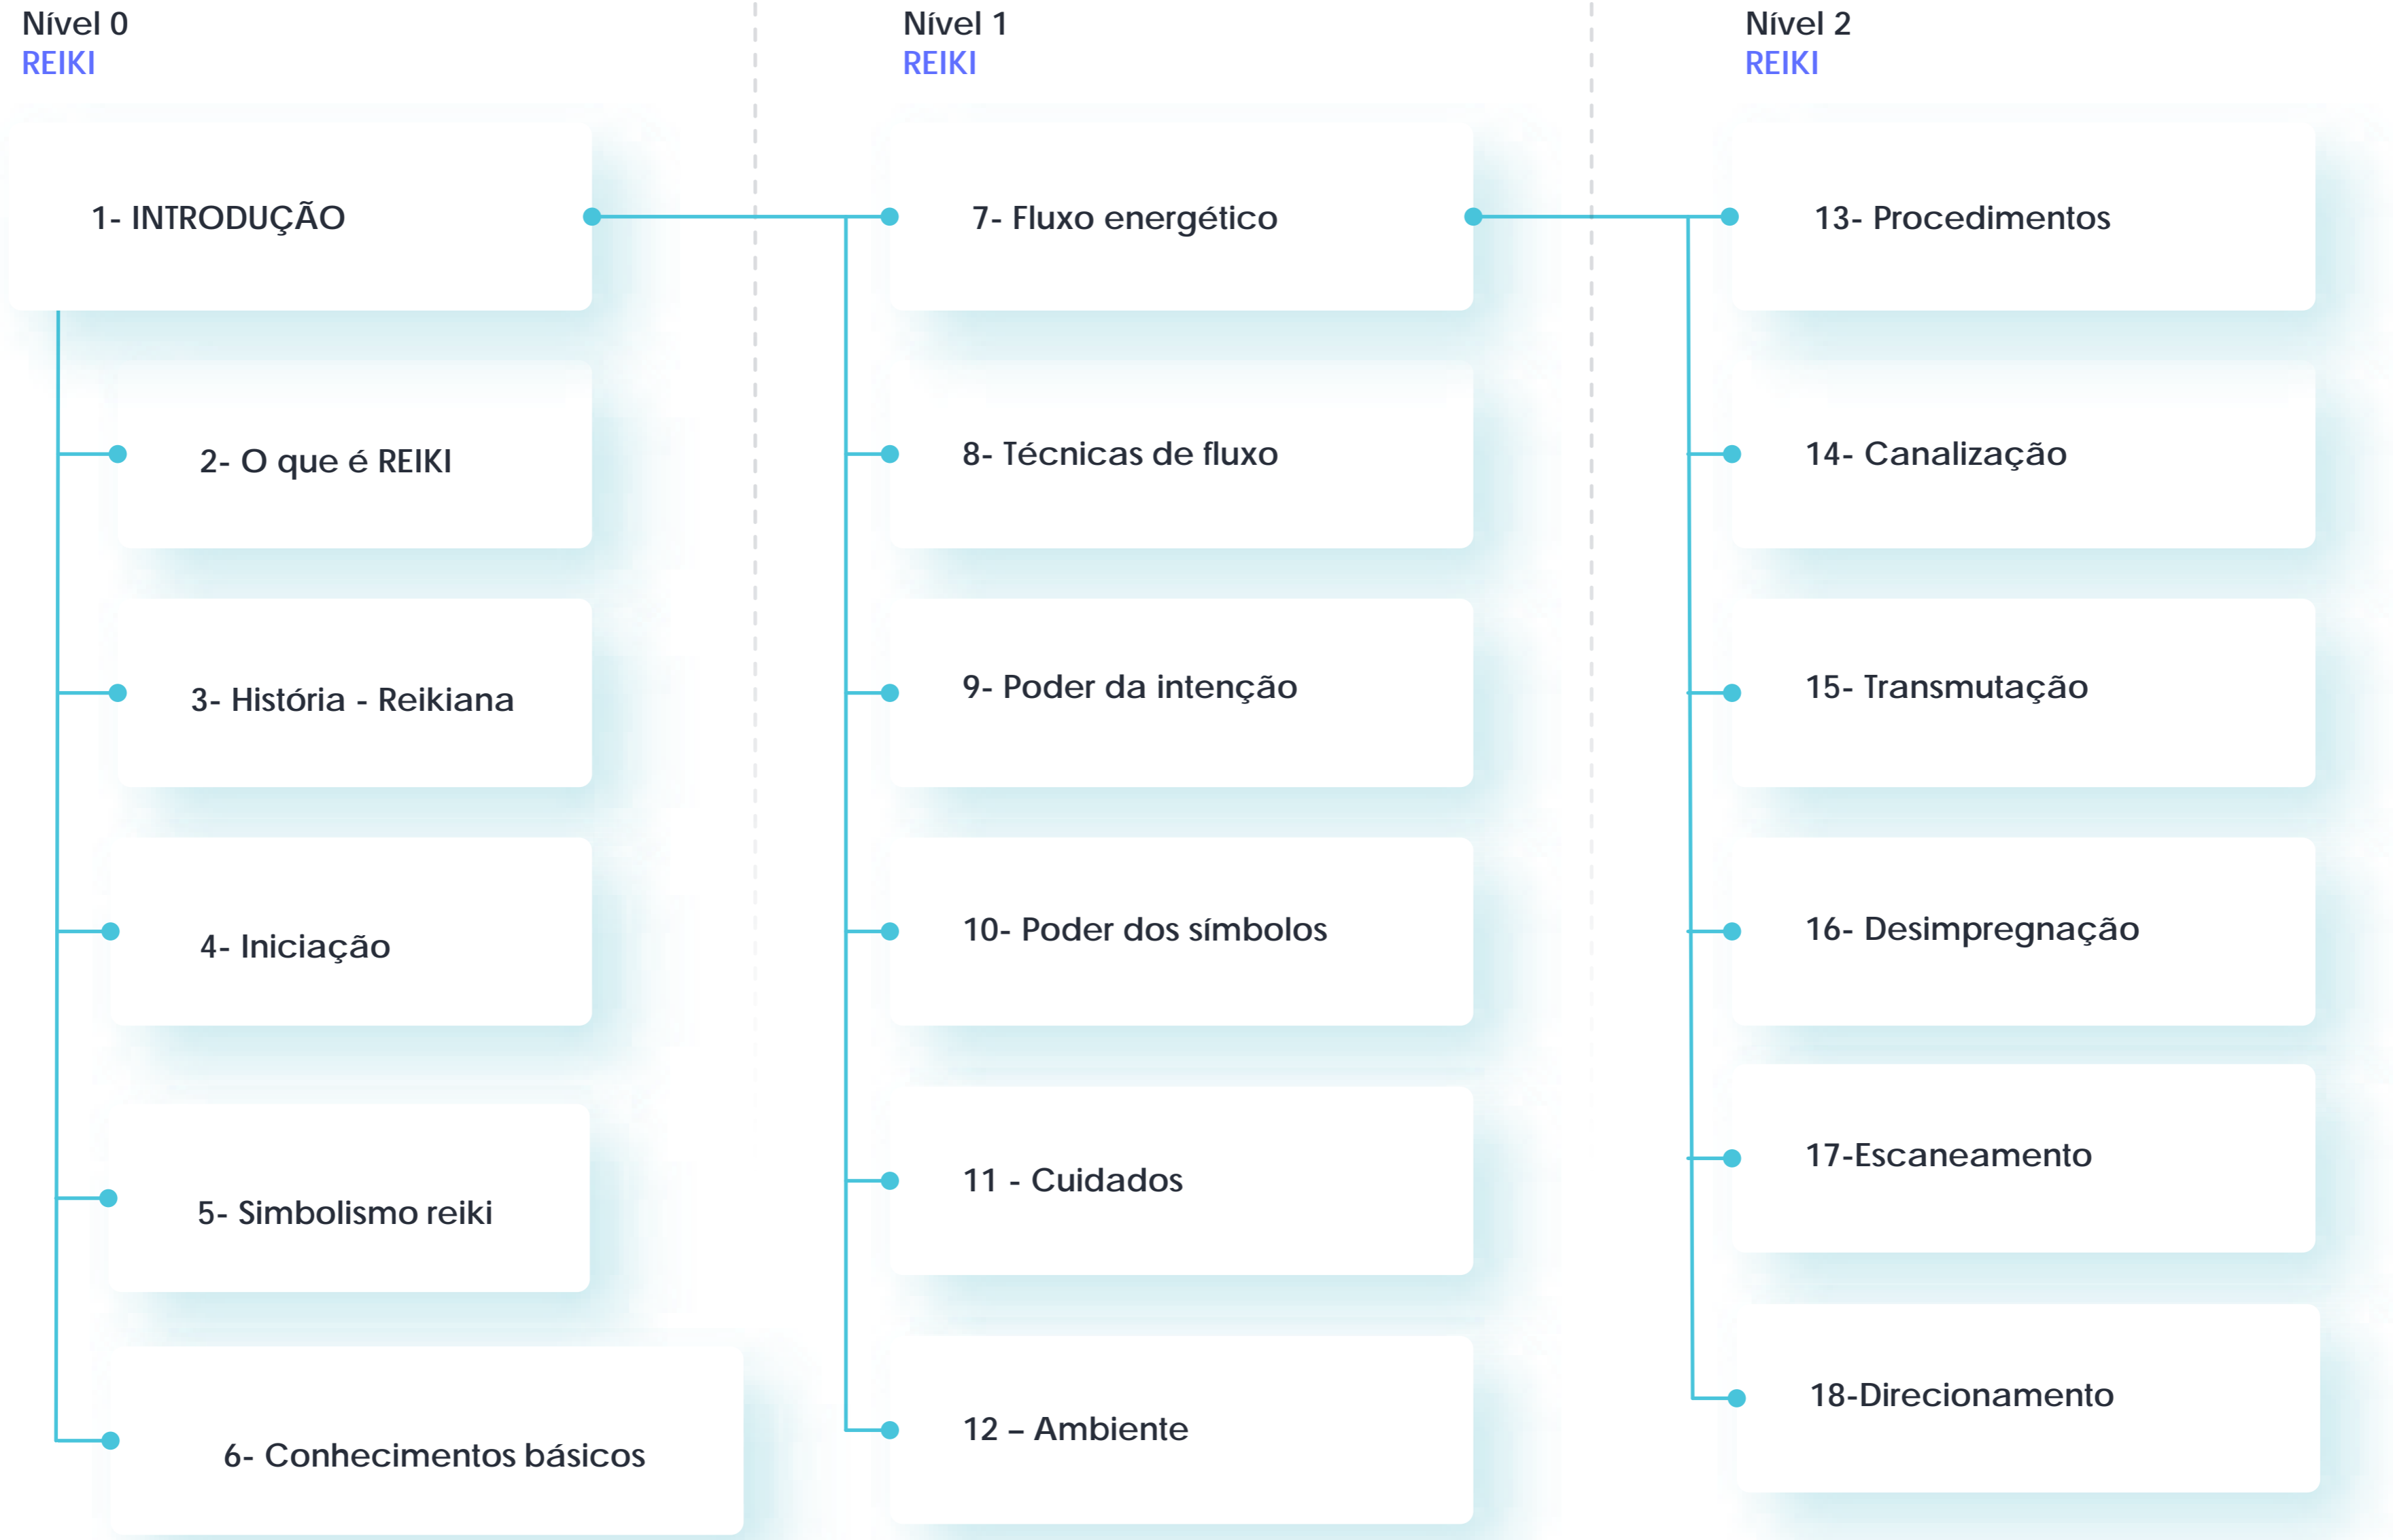 Nível 0
REIKI
1- INTRODUÇÃO
2- O que é REIKI
3- História - Reikiana
4- Iniciação
5- Simbolismo reiki
6- Conhecimentos básicos
Nível 1
REIKI
7- Fluxo energético
8- Técnicas de fluxo
9- Poder da intenção
10- Poder dos símbolos
11 - Cuidados
12 – Ambiente
Nível 2
REIKI
13- Procedimentos
14- Canalização
15- Transmutação
16- Desimpregnação
17-Escaneamento
18-Direcionamento